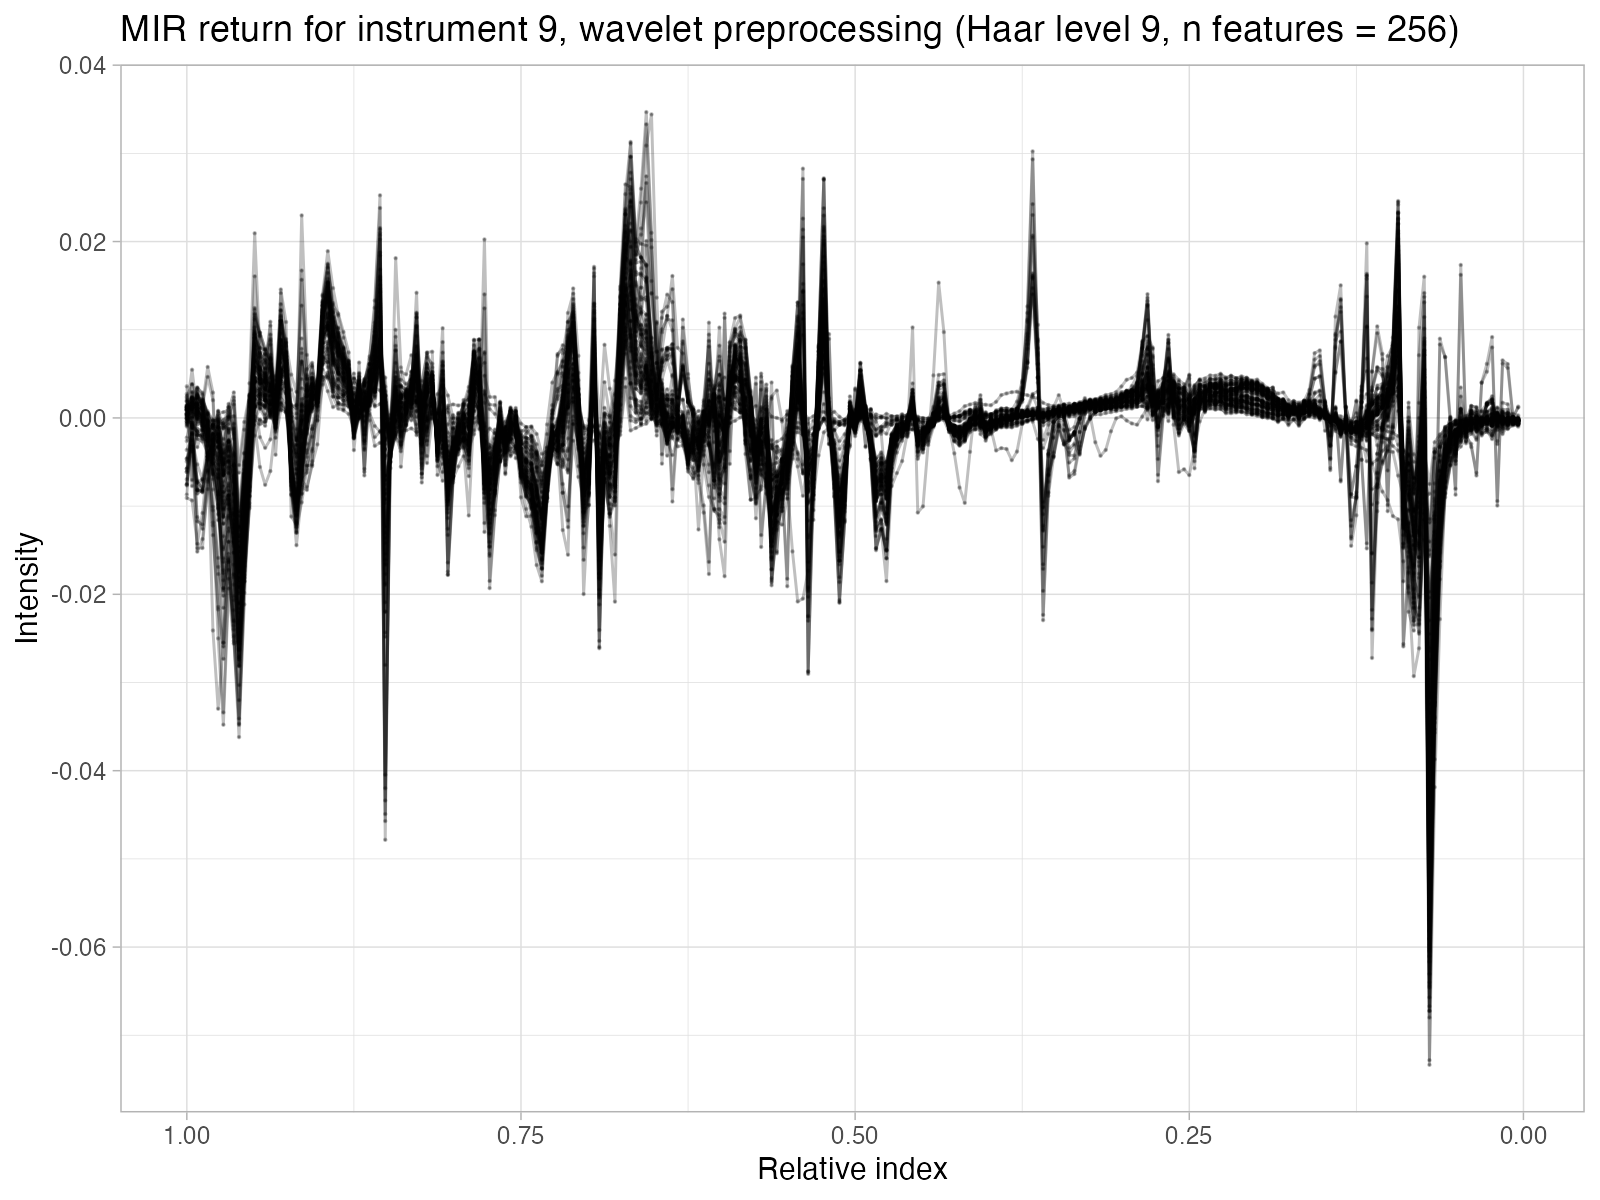 MIR return for instrument 9, wavelet preprocessing (Haar level 9, n features = 256)
0.04
0.02
0.00
-0.02
-0.04
-0.06
Intensity
1.00 0.75 0.50 0.25 0.00
Relative index